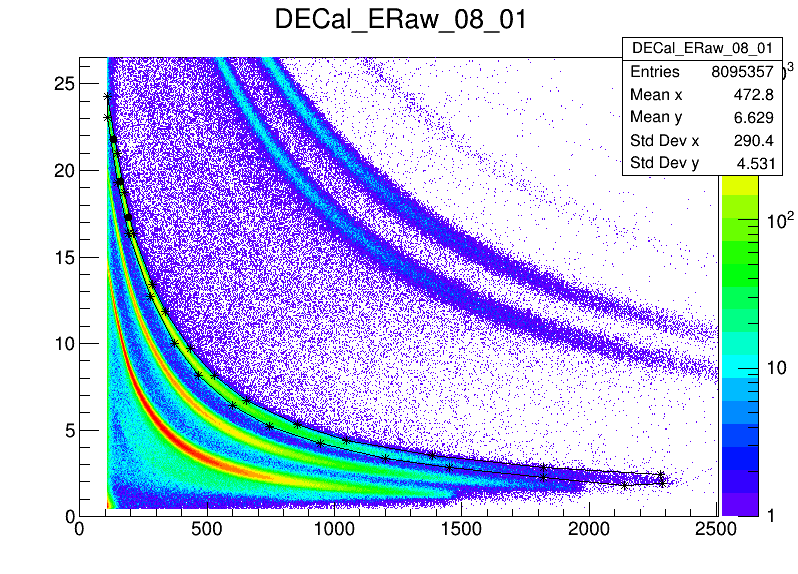 DECal_ERaw_08_01
DECal_ERaw_08_01
Entries 8095357
Mean x 472.8
Mean y 6.629
Std Dev x 290.4
Std Dev y 4.531
25
20
15
10
5
0
0 500 1000 1500 2000 2500
10²
10
1